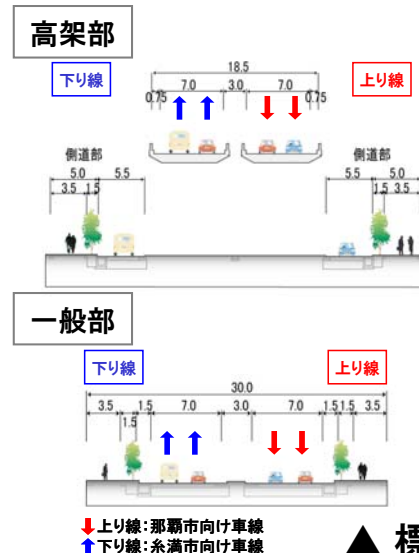 高架部
下り線
上り線
18.5
7.0 3.0 7.0
0.75 0.75
側道部 側道部
5.0 5.5 5.5 5.0
3.5 1.5 1.5 3.5
一般部
下り線
上り線
30.0
3.5 1.5 7.0 3.0 7.0 1.5 1.5 3.5
1.5
上り線:那覇市向け車線
下り線:糸満市向け車線
▲ 標